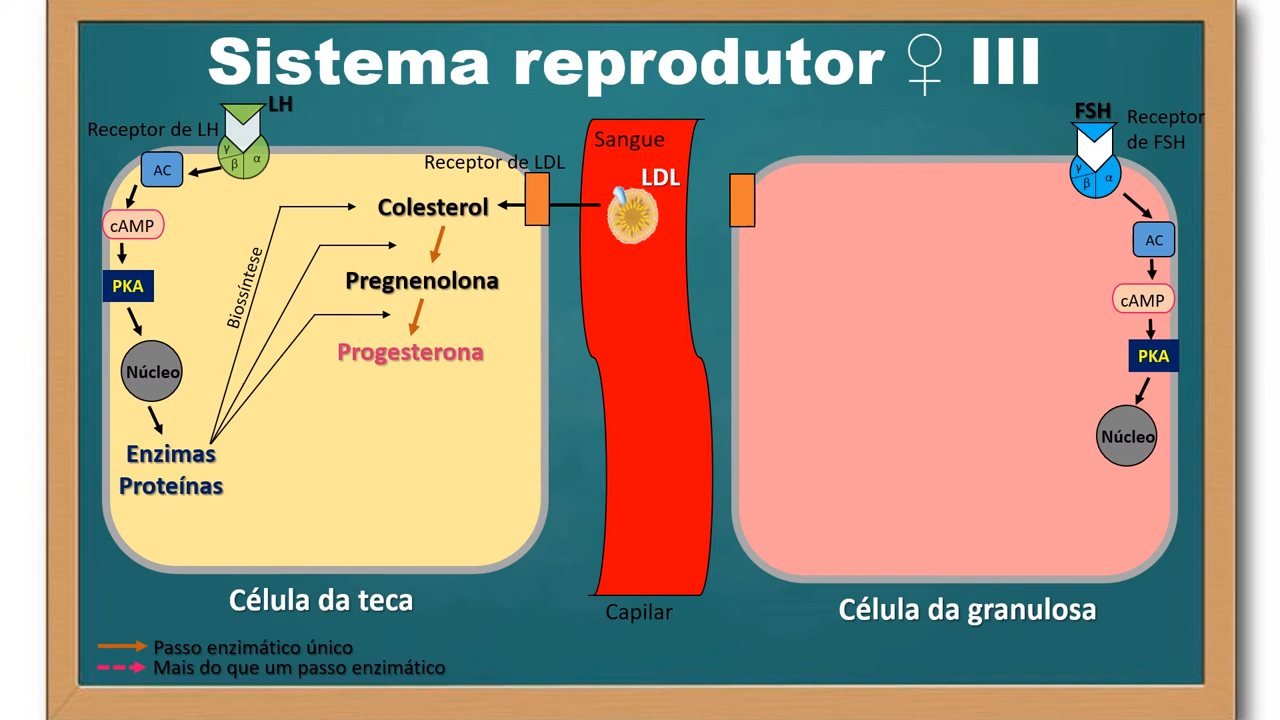 Sistema reprodutor ♀ III
LH
Receptor de LH
γ
β
α
AC
cAMP
PKA
Núcleo
Enzimas
Proteínas
Biossíntese
Receptor de LDL
Colesterol
Pregnenolona
Progesterona
Célula da teca
Sangue
LDL
Capilar
FSH
Receptor
de FSH
γ
β
α
AC
cAMP
PKA
Núcleo
Célula da granulosa
Passo enzimático único
Mais do que um passo enzimático